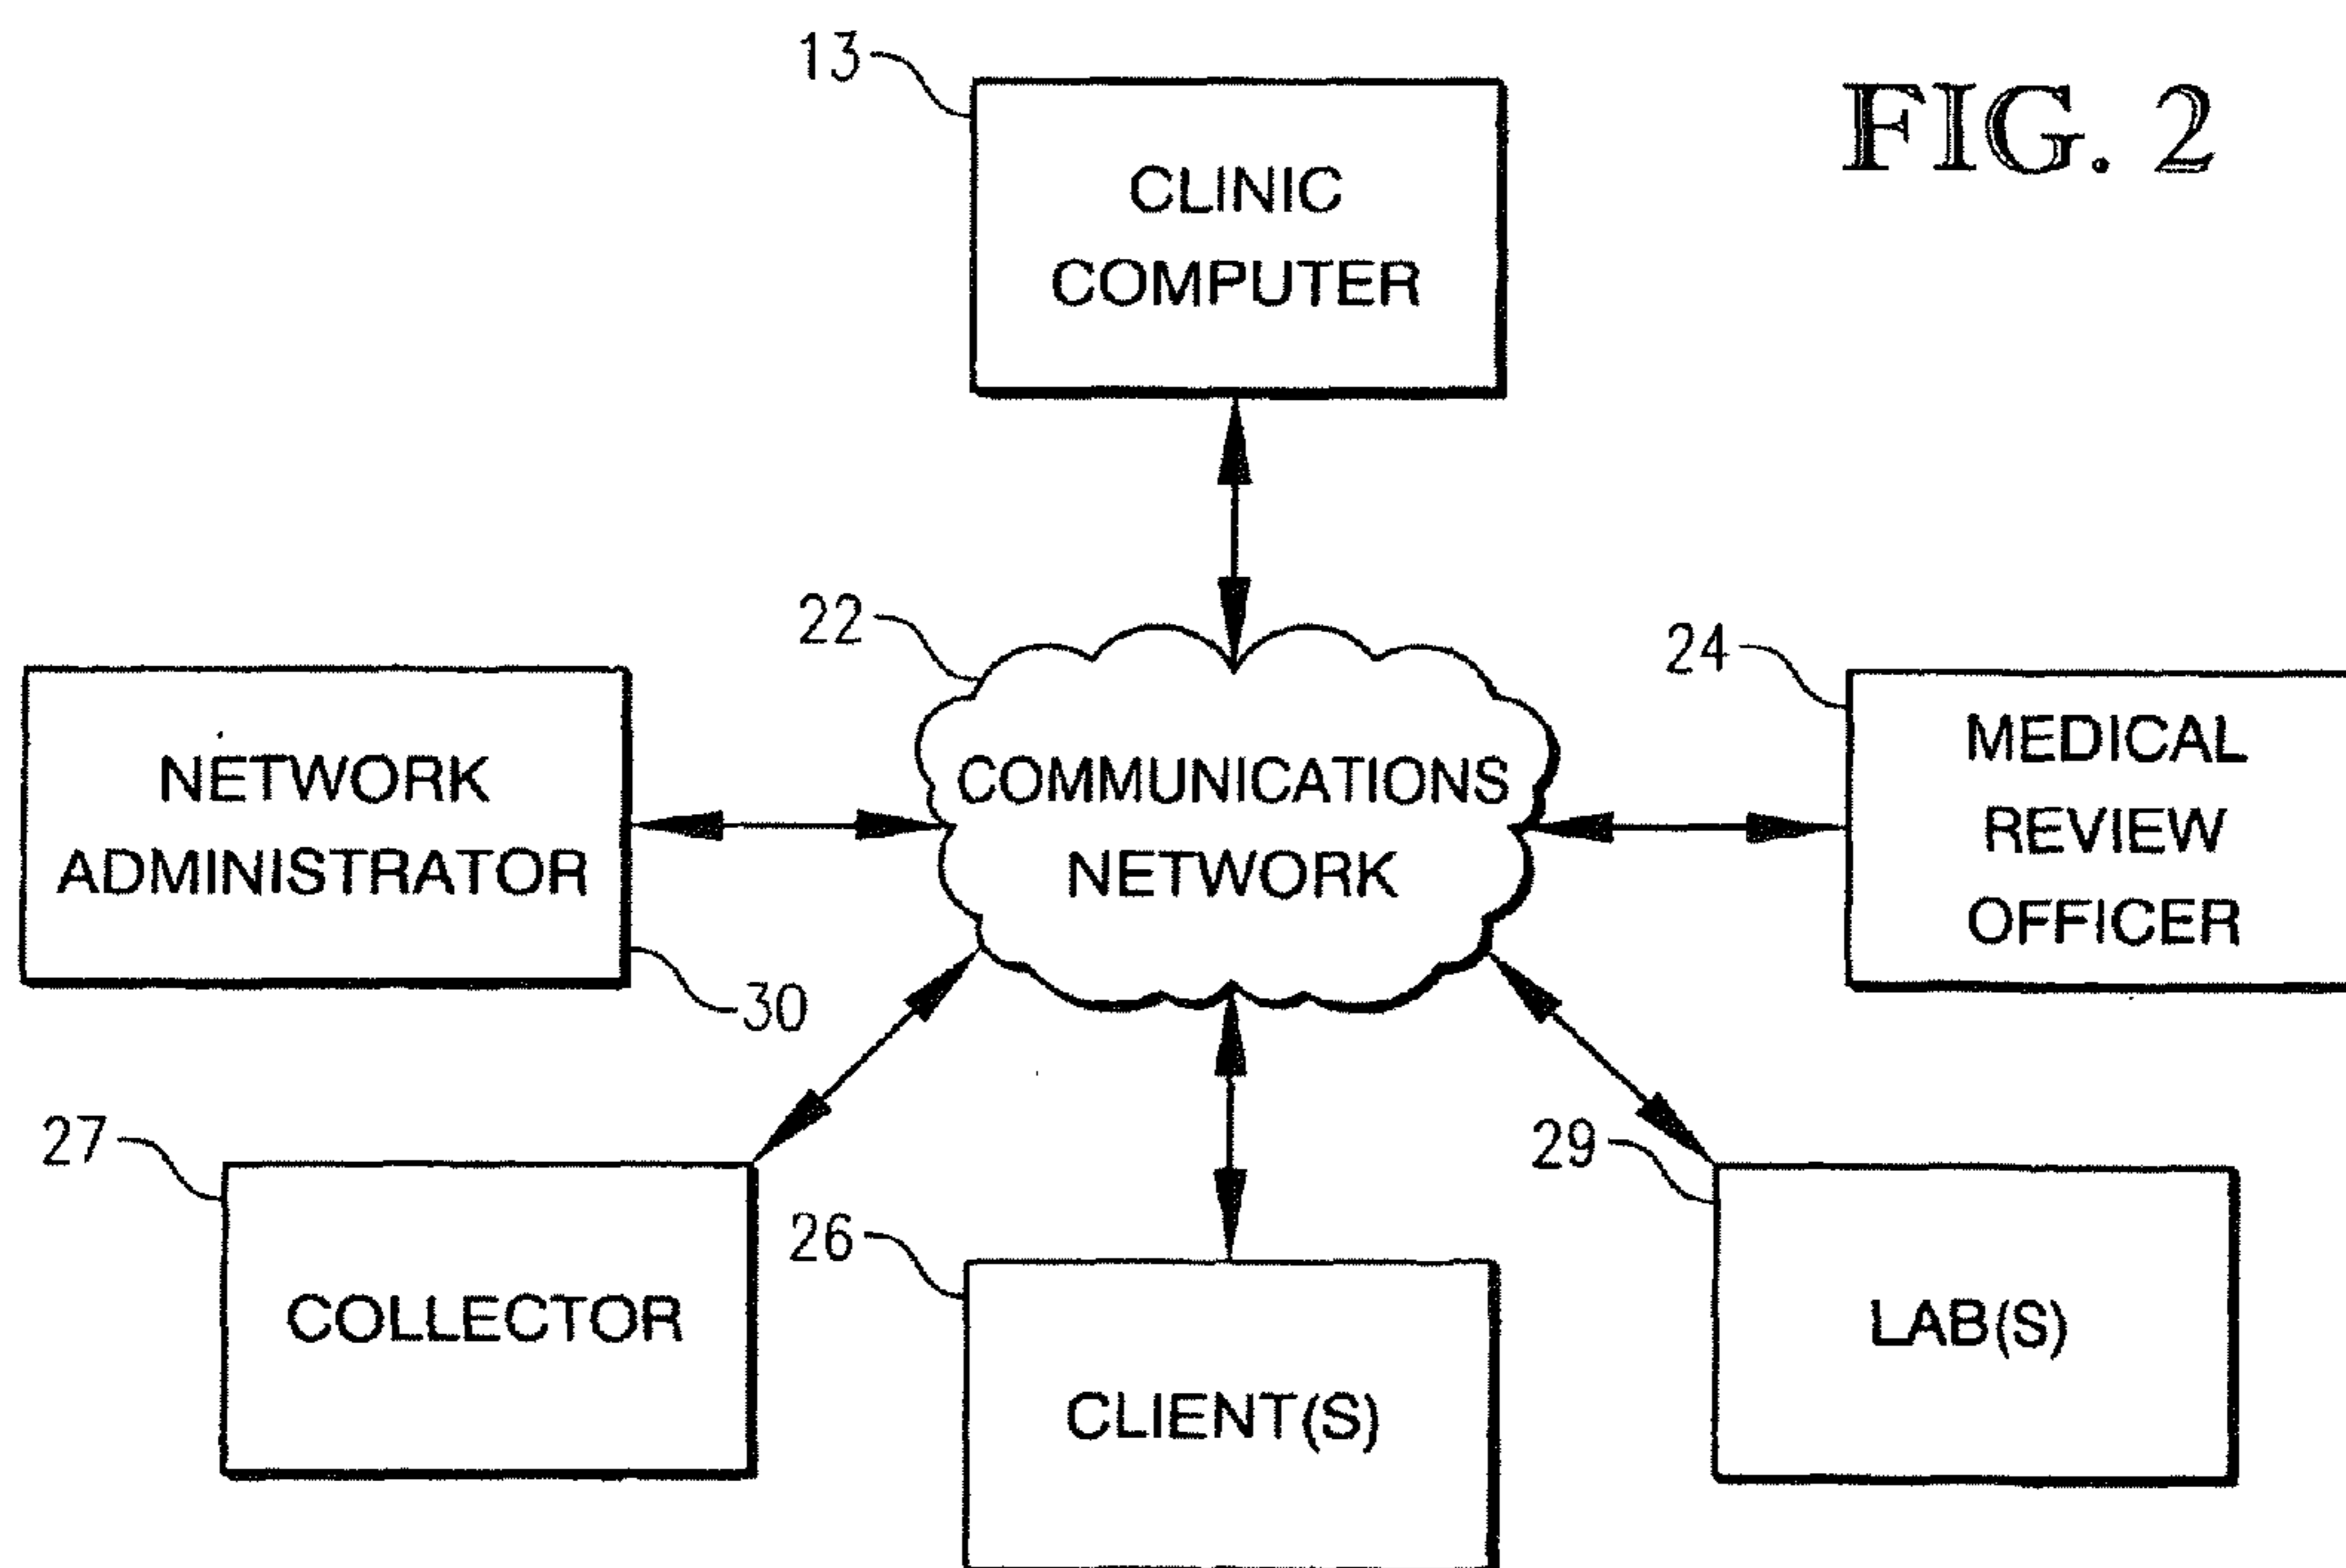 13
FIG. 2
CLINIC
COMPUTER
22
24
NETWORK
ADMINISTRATOR
30
COMMUNICATIONS
NETWORK
MEDICAL
REVIEW
OFFICER
27
COLLECTOR
26
CLIENT(S)
29
LAB(S)